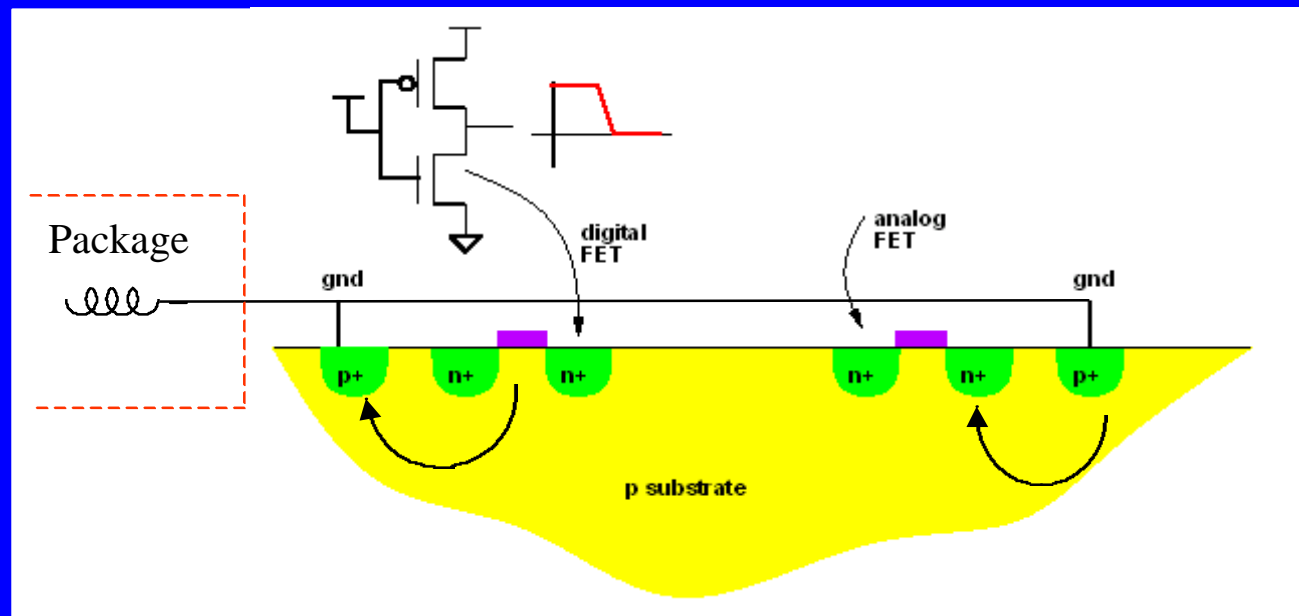 Package
digital
FET
analog
FET
gnd
gnd
p+
n+
n+
n+
n+
p+
p substrate